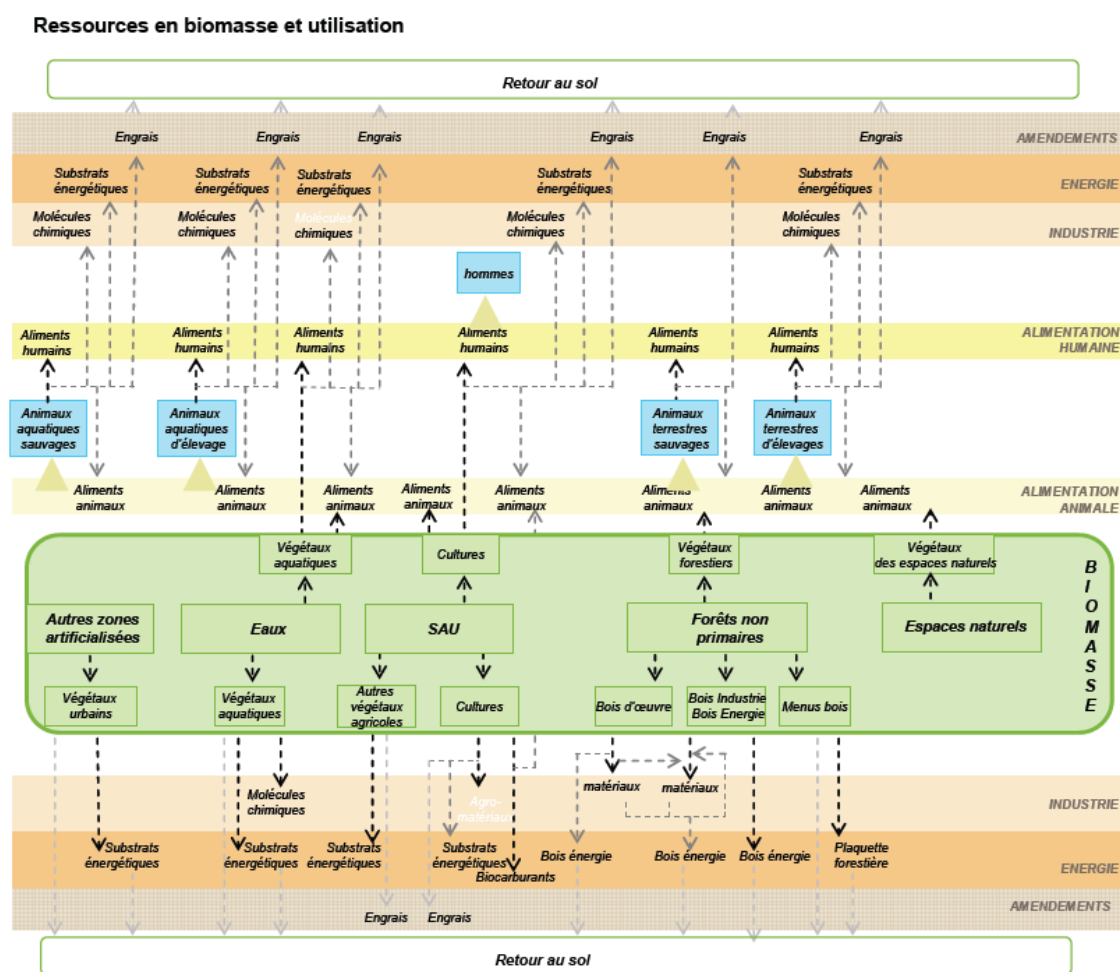 Ressources en biomasse et utilisation
Retour au sol
Engrais Engrais Engrais Engrais Engrais Engrais AMENDEMENTS
Substrats Substrats Substrats Substrats Substrats
énergétiques énergétiques énergétiques énergétiques énergétiques ENERGIE
Molécules Molécules Molécules Molécules Molécules
chimiques chimiques chimiques chimiques chimiques INDUSTRIE
hommes
Aliments Aliments Aliments Aliments Aliments Aliments ALIMENTATION
humains humains humains humains humains humains HUMAINE
Animaux Animaux Animaux Animaux
aquatiques aquatiques terrestres terrestres
sauvages d'élevage sauvages d'élevages
Aliments Aliments Aliments Aliments Aliments Aliments Aliments Aliments ALIMENTATION
animaux animaux animaux animaux animaux animaux animaux animaux ANIMALE
Végétaux Cultures Végétaux Végétaux
aquatiques forestiers des espaces naturels
BIOMASSE
Autres zones Eaux SAU Forêts non Espaces naturels
artificialisées primaires
Végétaux Végétaux Autres Cultures Bois d'œuvre Bois Industrie Menus bois
urbains aquatiques végétaux Bois Energie
agricoles
Molécules Agro- matériaux matériaux
chimiques matériaux INDUSTRIE
Substrats Substrats Substrats Substrats Bois énergie Bois énergie Bois énergie Plaquette
énergétiques énergétiques énergétiques énergétiques forestière ENERGIE
Biocarburants
AMENDEMENTS
Engrais Engrais
Retour au sol